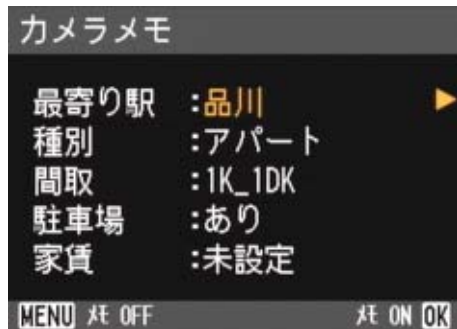 カメラメモ
最寄り駅 :品川
種別 :アパート
間取 :1K_1DK
駐車場 :あり
家賃 :未設定
MENU メモ OFF メモ ON OK